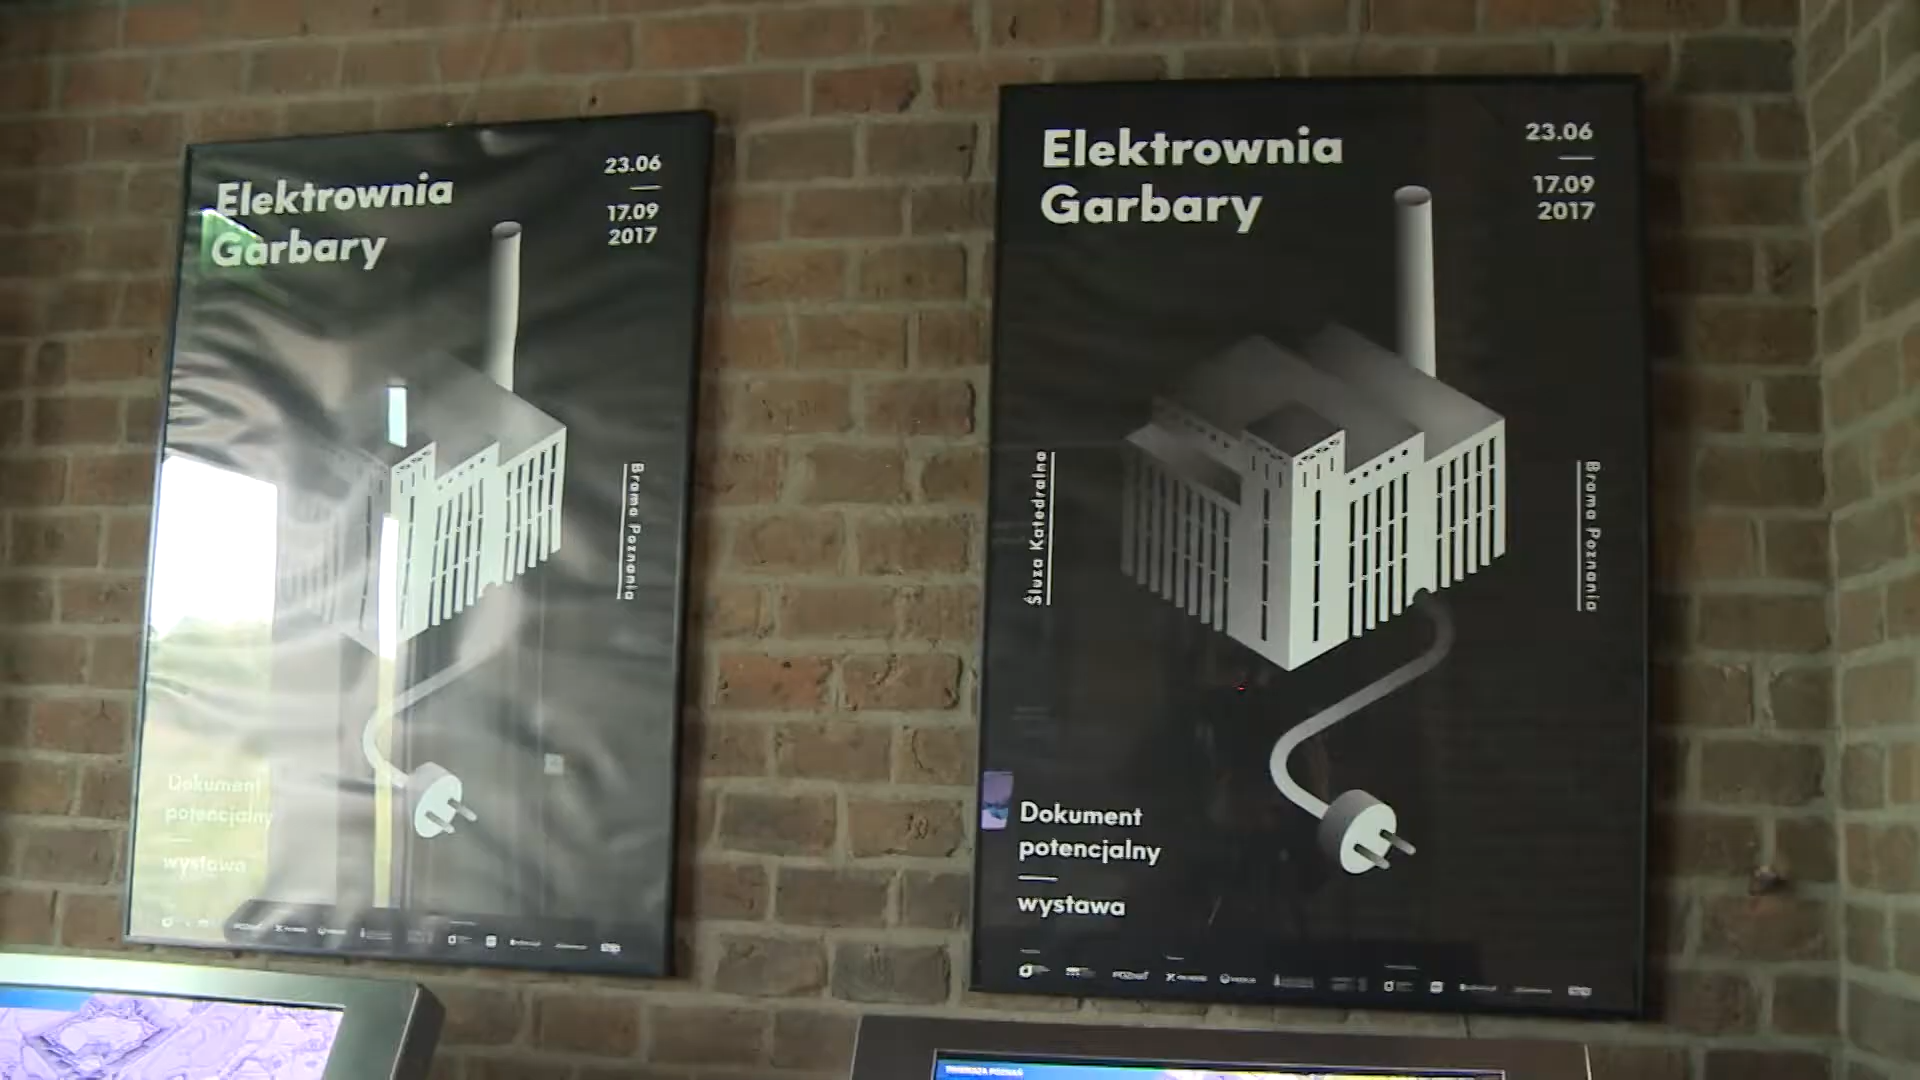 Elektrownia
Garbary
23.06
17.09
2017
Brama Poznania
Dokument
potencjalny
wystawa
Elektrownia
Garbary
23.06
17.09
2017
Śluza Katedralna
Brama Poznania
Dokument
potencjalny
wystawa
POZnań